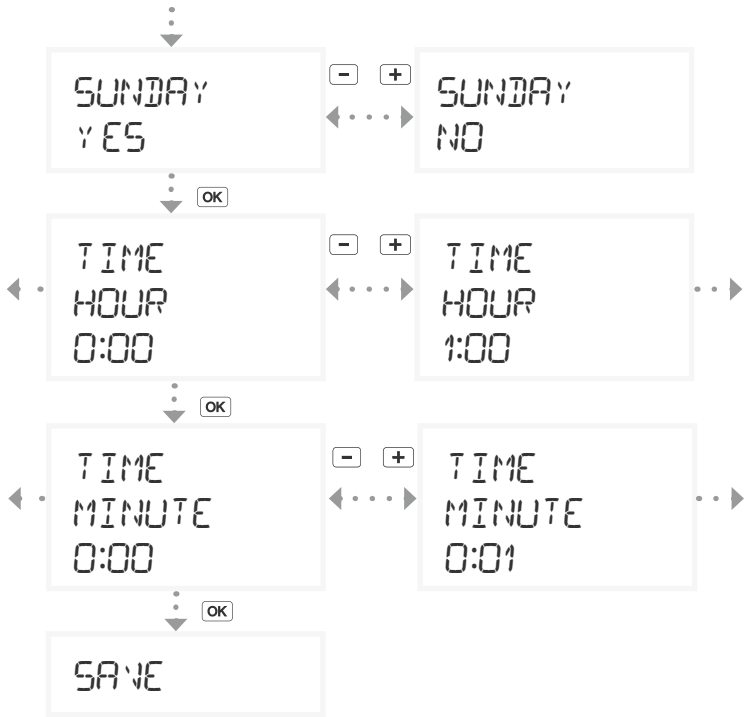 - +
SUNDAY
YES
SUNDAY
NO
OK
- +
TIME
HOUR
0:00
TIME
HOUR
1:00
OK
- +
TIME
MINUTE
0:00
TIME
MINUTE
0:01
OK
SAVE